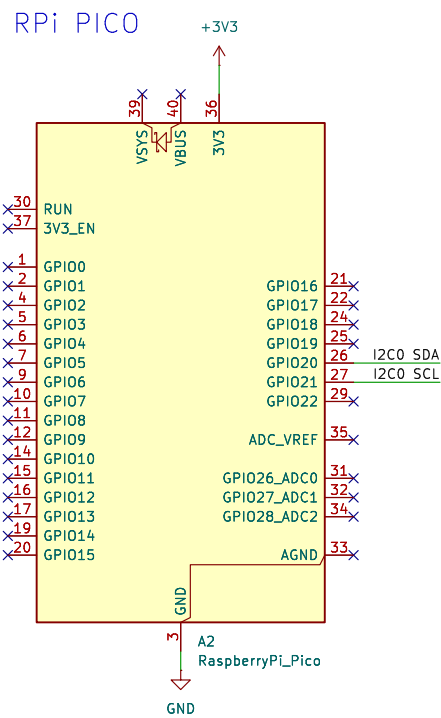 RPi PICO
+3V3
39
40
36
VSYS
VBUS
3V3
30 RUN
37 3V3_EN
1 GPIO0
2 GPIO1 GPIO16 21
4 GPIO2 GPIO17 22
5 GPIO3 GPIO18 24
6 GPIO4 GPIO19 25
7 GPIO5 GPIO20 26 I2C0 SDA
9 GPIO6 GPIO21 27 I2C0 SCL
10 GPIO7 GPIO22 29
11 GPIO8
12 GPIO9 ADC_VREF 35
14 GPIO10
15 GPIO11 GPIO26_ADC0 31
16 GPIO12 GPIO27_ADC1 32
17 GPIO13 GPIO28_ADC2 34
19 GPIO14
20 GPIO15 AGND 33
GND
3
A2
RaspberryPi_Pico
GND